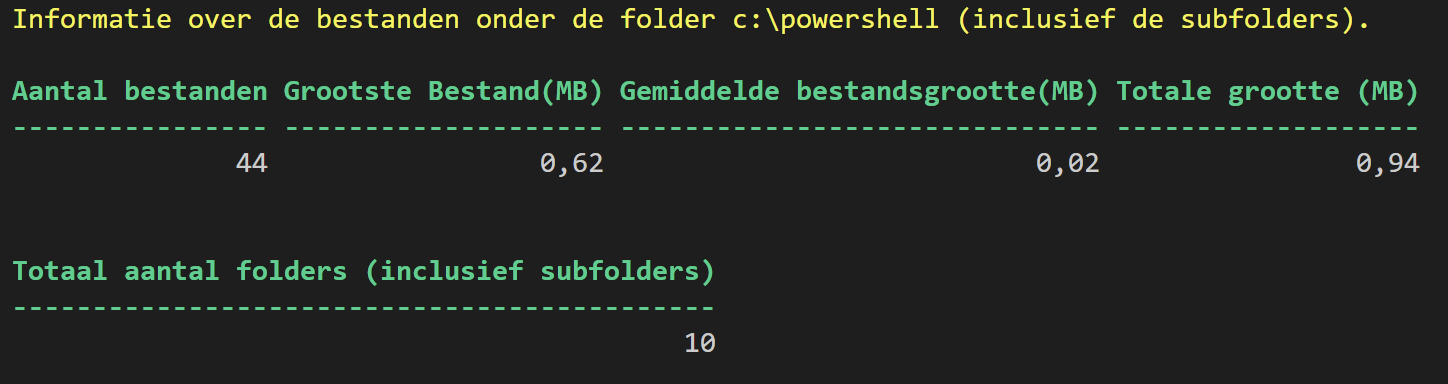 Informatie over de bestanden onder de folder c:\powershell (inclusief de subfolders).
Aantal bestanden Grootste Bestand(MB) Gemiddelde bestandsgrootte(MB) Totale grootte (MB)
---------------- -------------------- ------------------------------ -------------------
44 0,62 0,02 0,94
Totaal aantal folders (inclusief subfolders)
--------------------------------------------
10